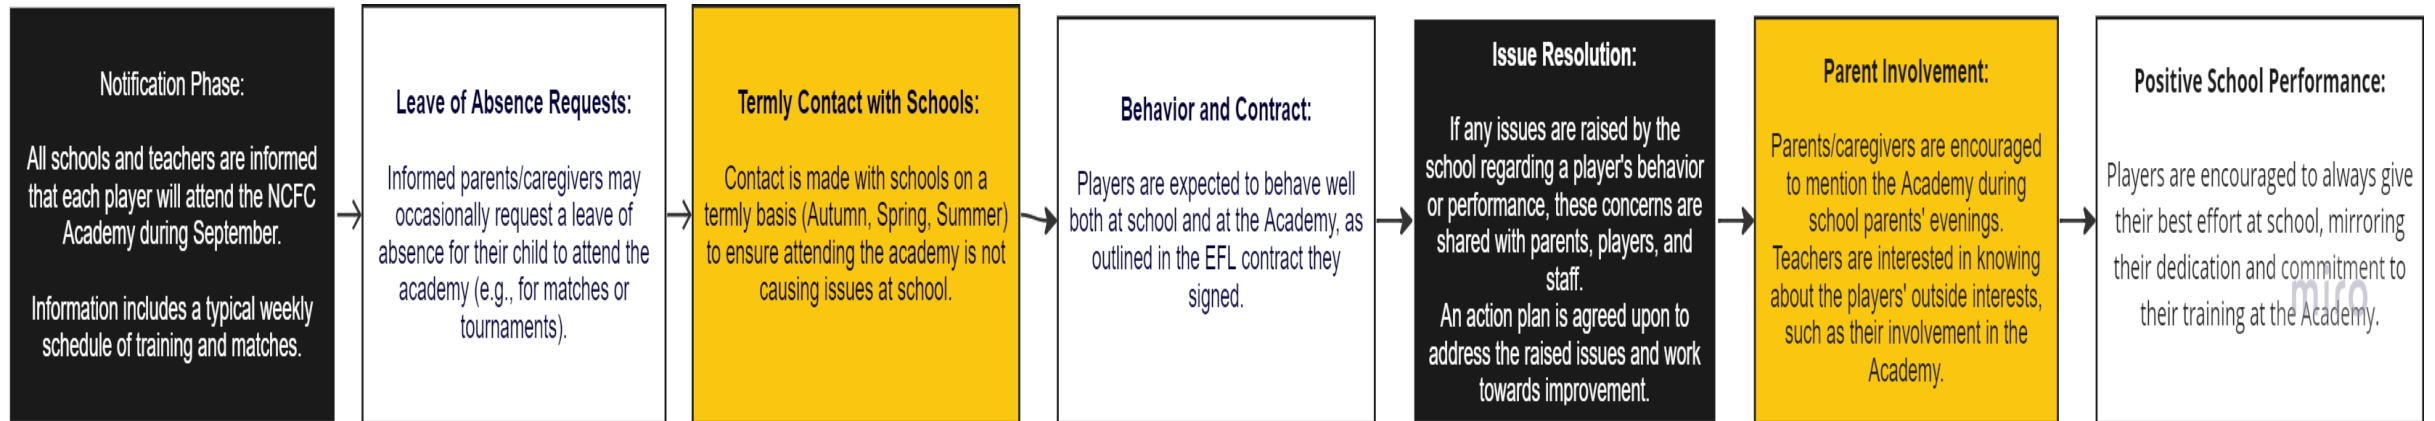 Notification Phase:
All schools and teachers are informed
that each player will attend the NCFC
Academy during September.
Information includes a typical weekly
schedule of training and matches.
Leave of Absence Requests:
Informed parents/caregivers may
occasionally request a leave of
absence for their child to attend the
academy (e.g., for matches or
tournaments).
Termly Contact with Schools:
Contact is made with schools on a
termly basis (Autumn, Spring, Summer)
to ensure attending the academy is not
causing issues at school.
Behavior and Contract:
Players are expected to behave well
both at school and at the Academy, as
outlined in the EFL contract they
signed.
Issue Resolution:
If any issues are raised by the
school regarding a player's behavior
or performance, these concerns are
shared with parents, players, and
staff.
An action plan is agreed upon to
address the raised issues and work
towards improvement.
Parent Involvement:
Parents/caregivers are encouraged
to mention the Academy during
school parents' evenings.
Teachers are interested in knowing
about the players' outside interests,
such as their involvement in the
Academy.
Positive School Performance:
Players are encouraged to always give
their best effort at school, mirroring
their dedication and commitment to
their training at the Academy.
miro